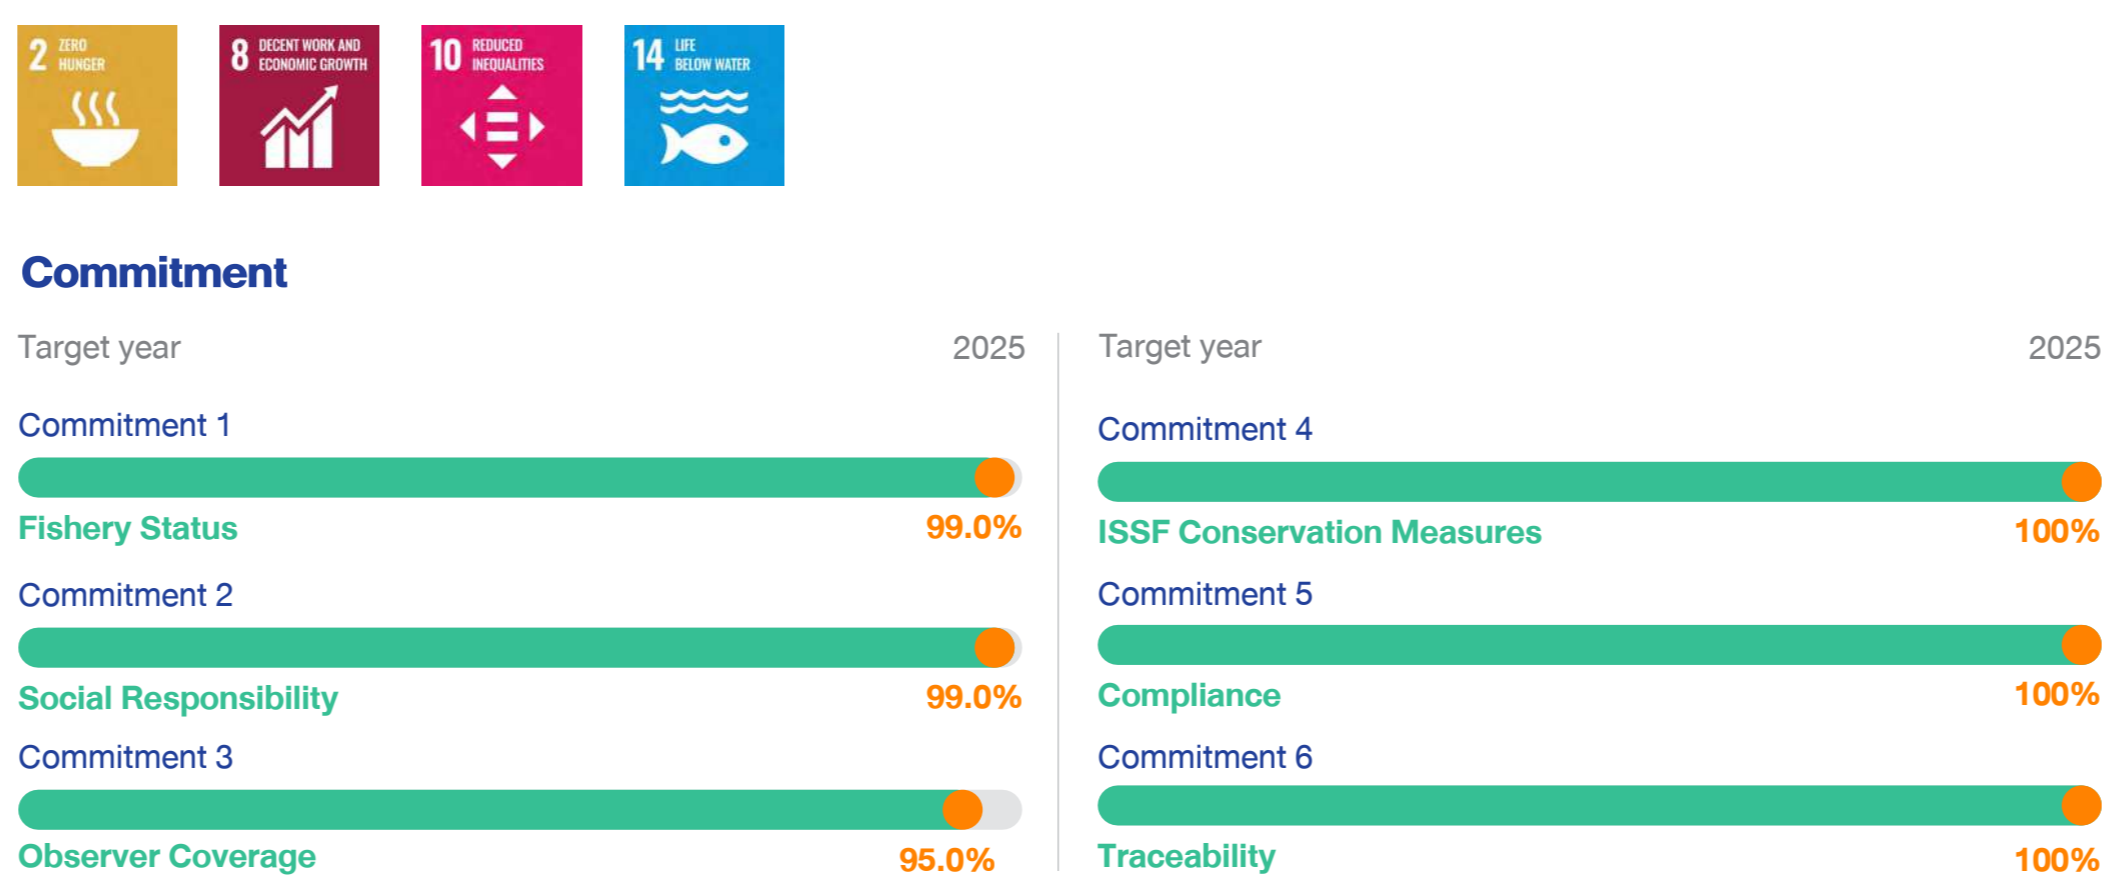 2 ZERO
HUNGER
8 DECENT WORK AND
ECONOMIC GROWTH
10 REDUCED
INEQUALITIES
14 LIFE
BELOW WATER
Commitment
Target year 2025
Commitment 1
Fishery Status 99.0%
Commitment 2
Social Responsibility 99.0%
Commitment 3
Observer Coverage 95.0%
Target year 2025
Commitment 4
ISSF Conservation Measures 100%
Commitment 5
Compliance 100%
Commitment 6
Traceability 100%